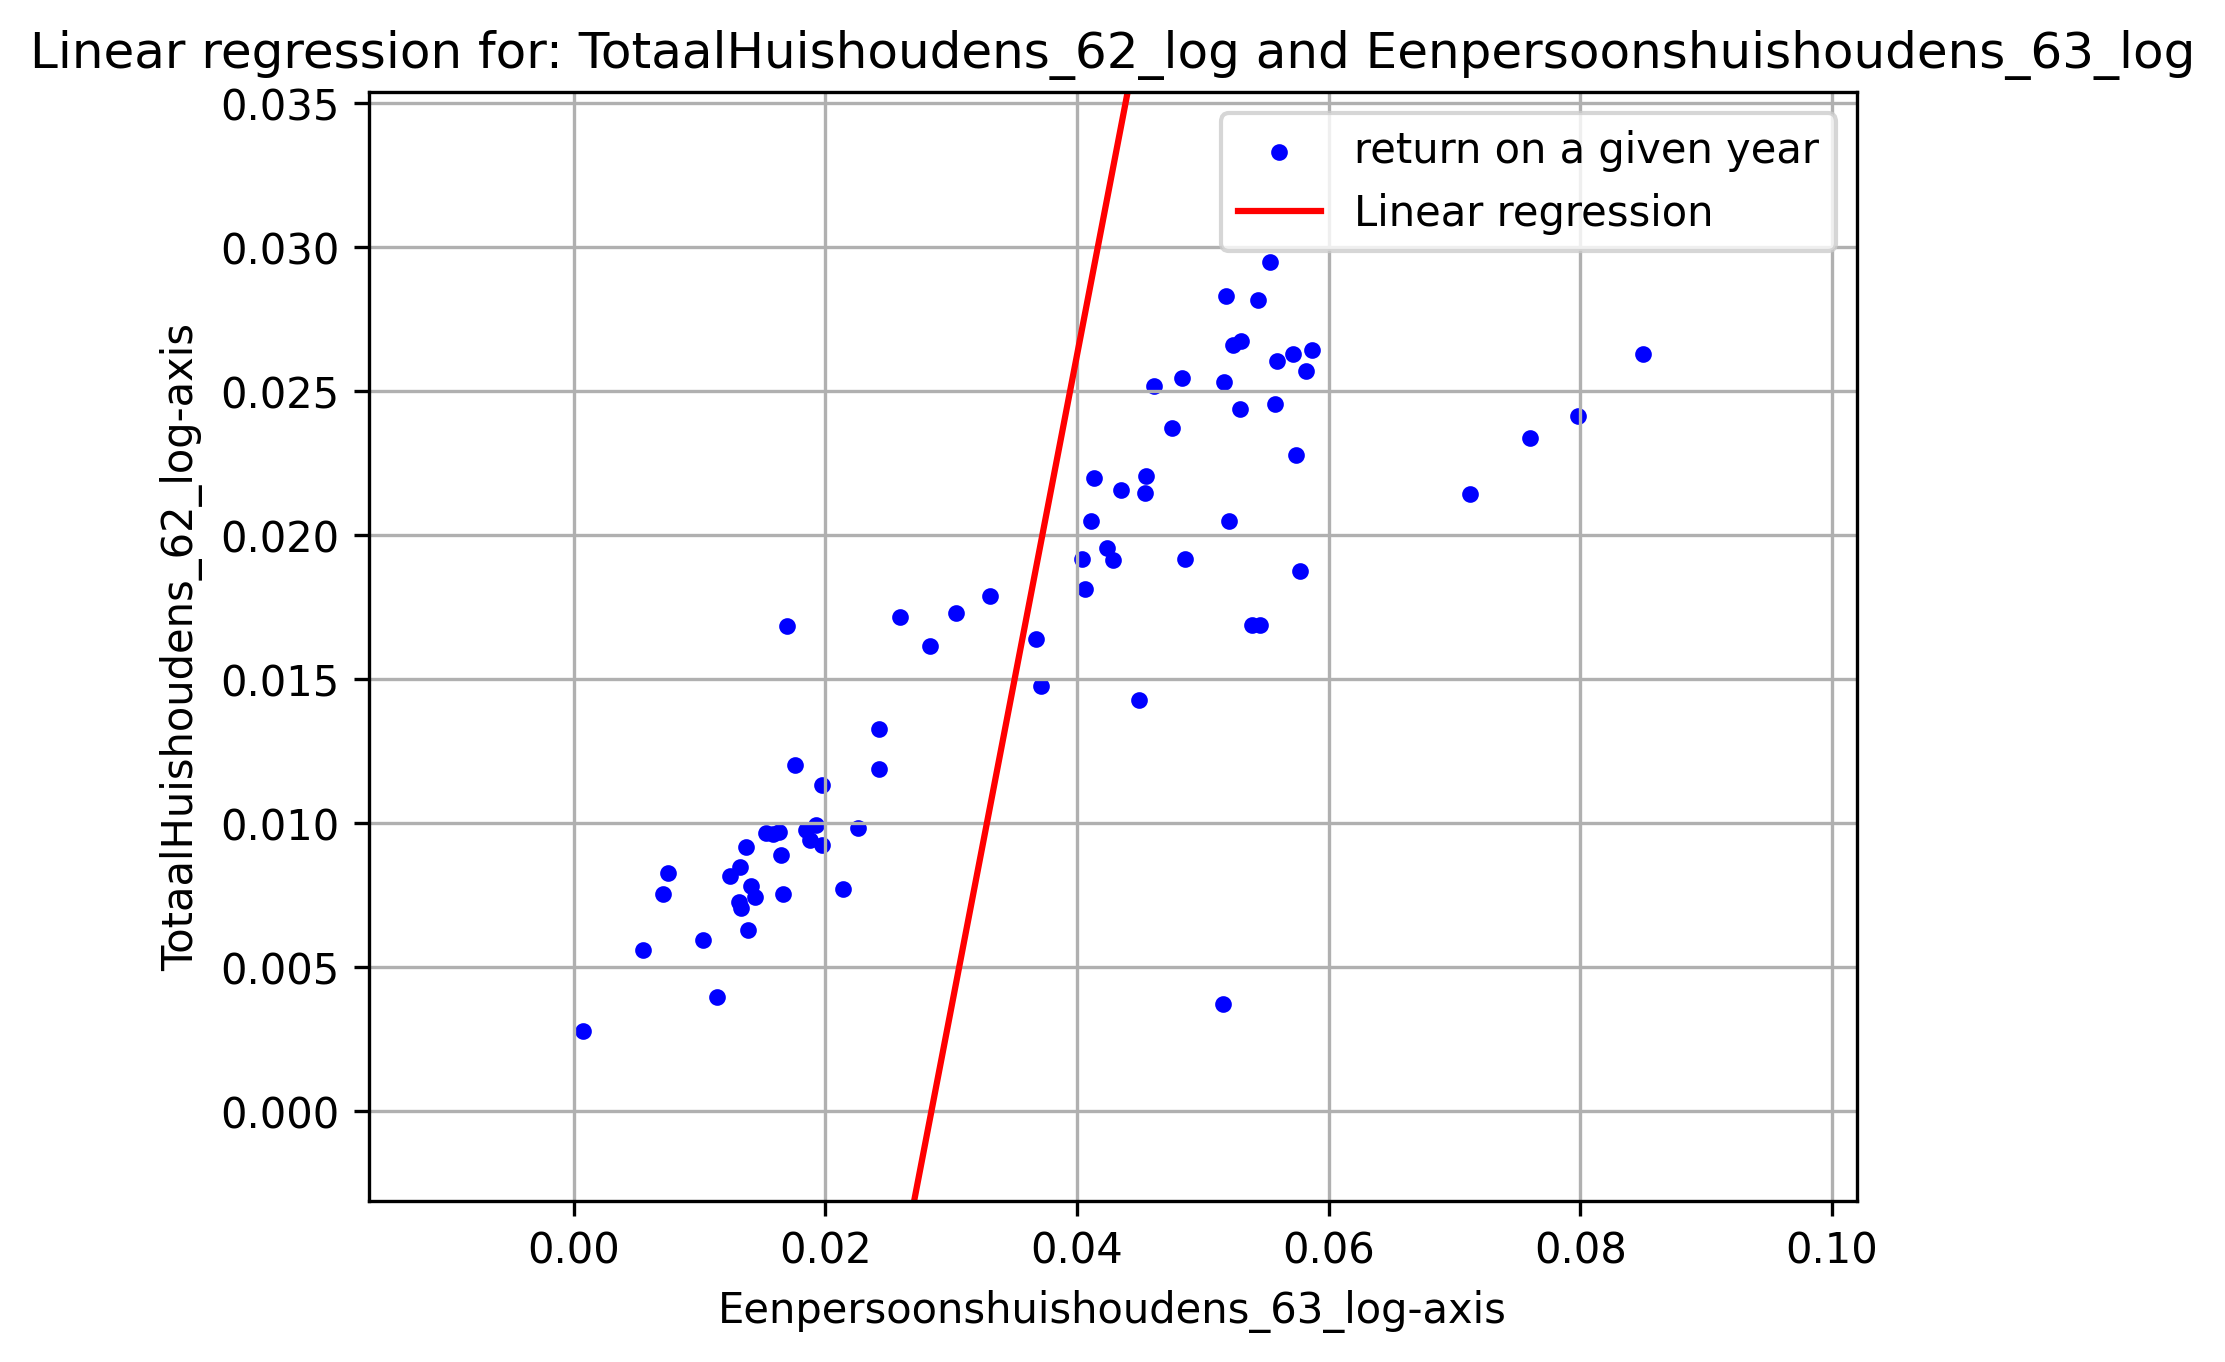 Linear regression for: TotaalHuishoudens_62_log and Eenpersoonshuishoudens_63_log
return on a given year
Linear regression
TotaalHuishoudens_62_log-axis
0.035
0.030
0.025
0.020
0.015
0.010
0.005
0.000
0.00 0.02 0.04 0.06 0.08 0.10
Eenpersoonshuishoudens_63_log-axis